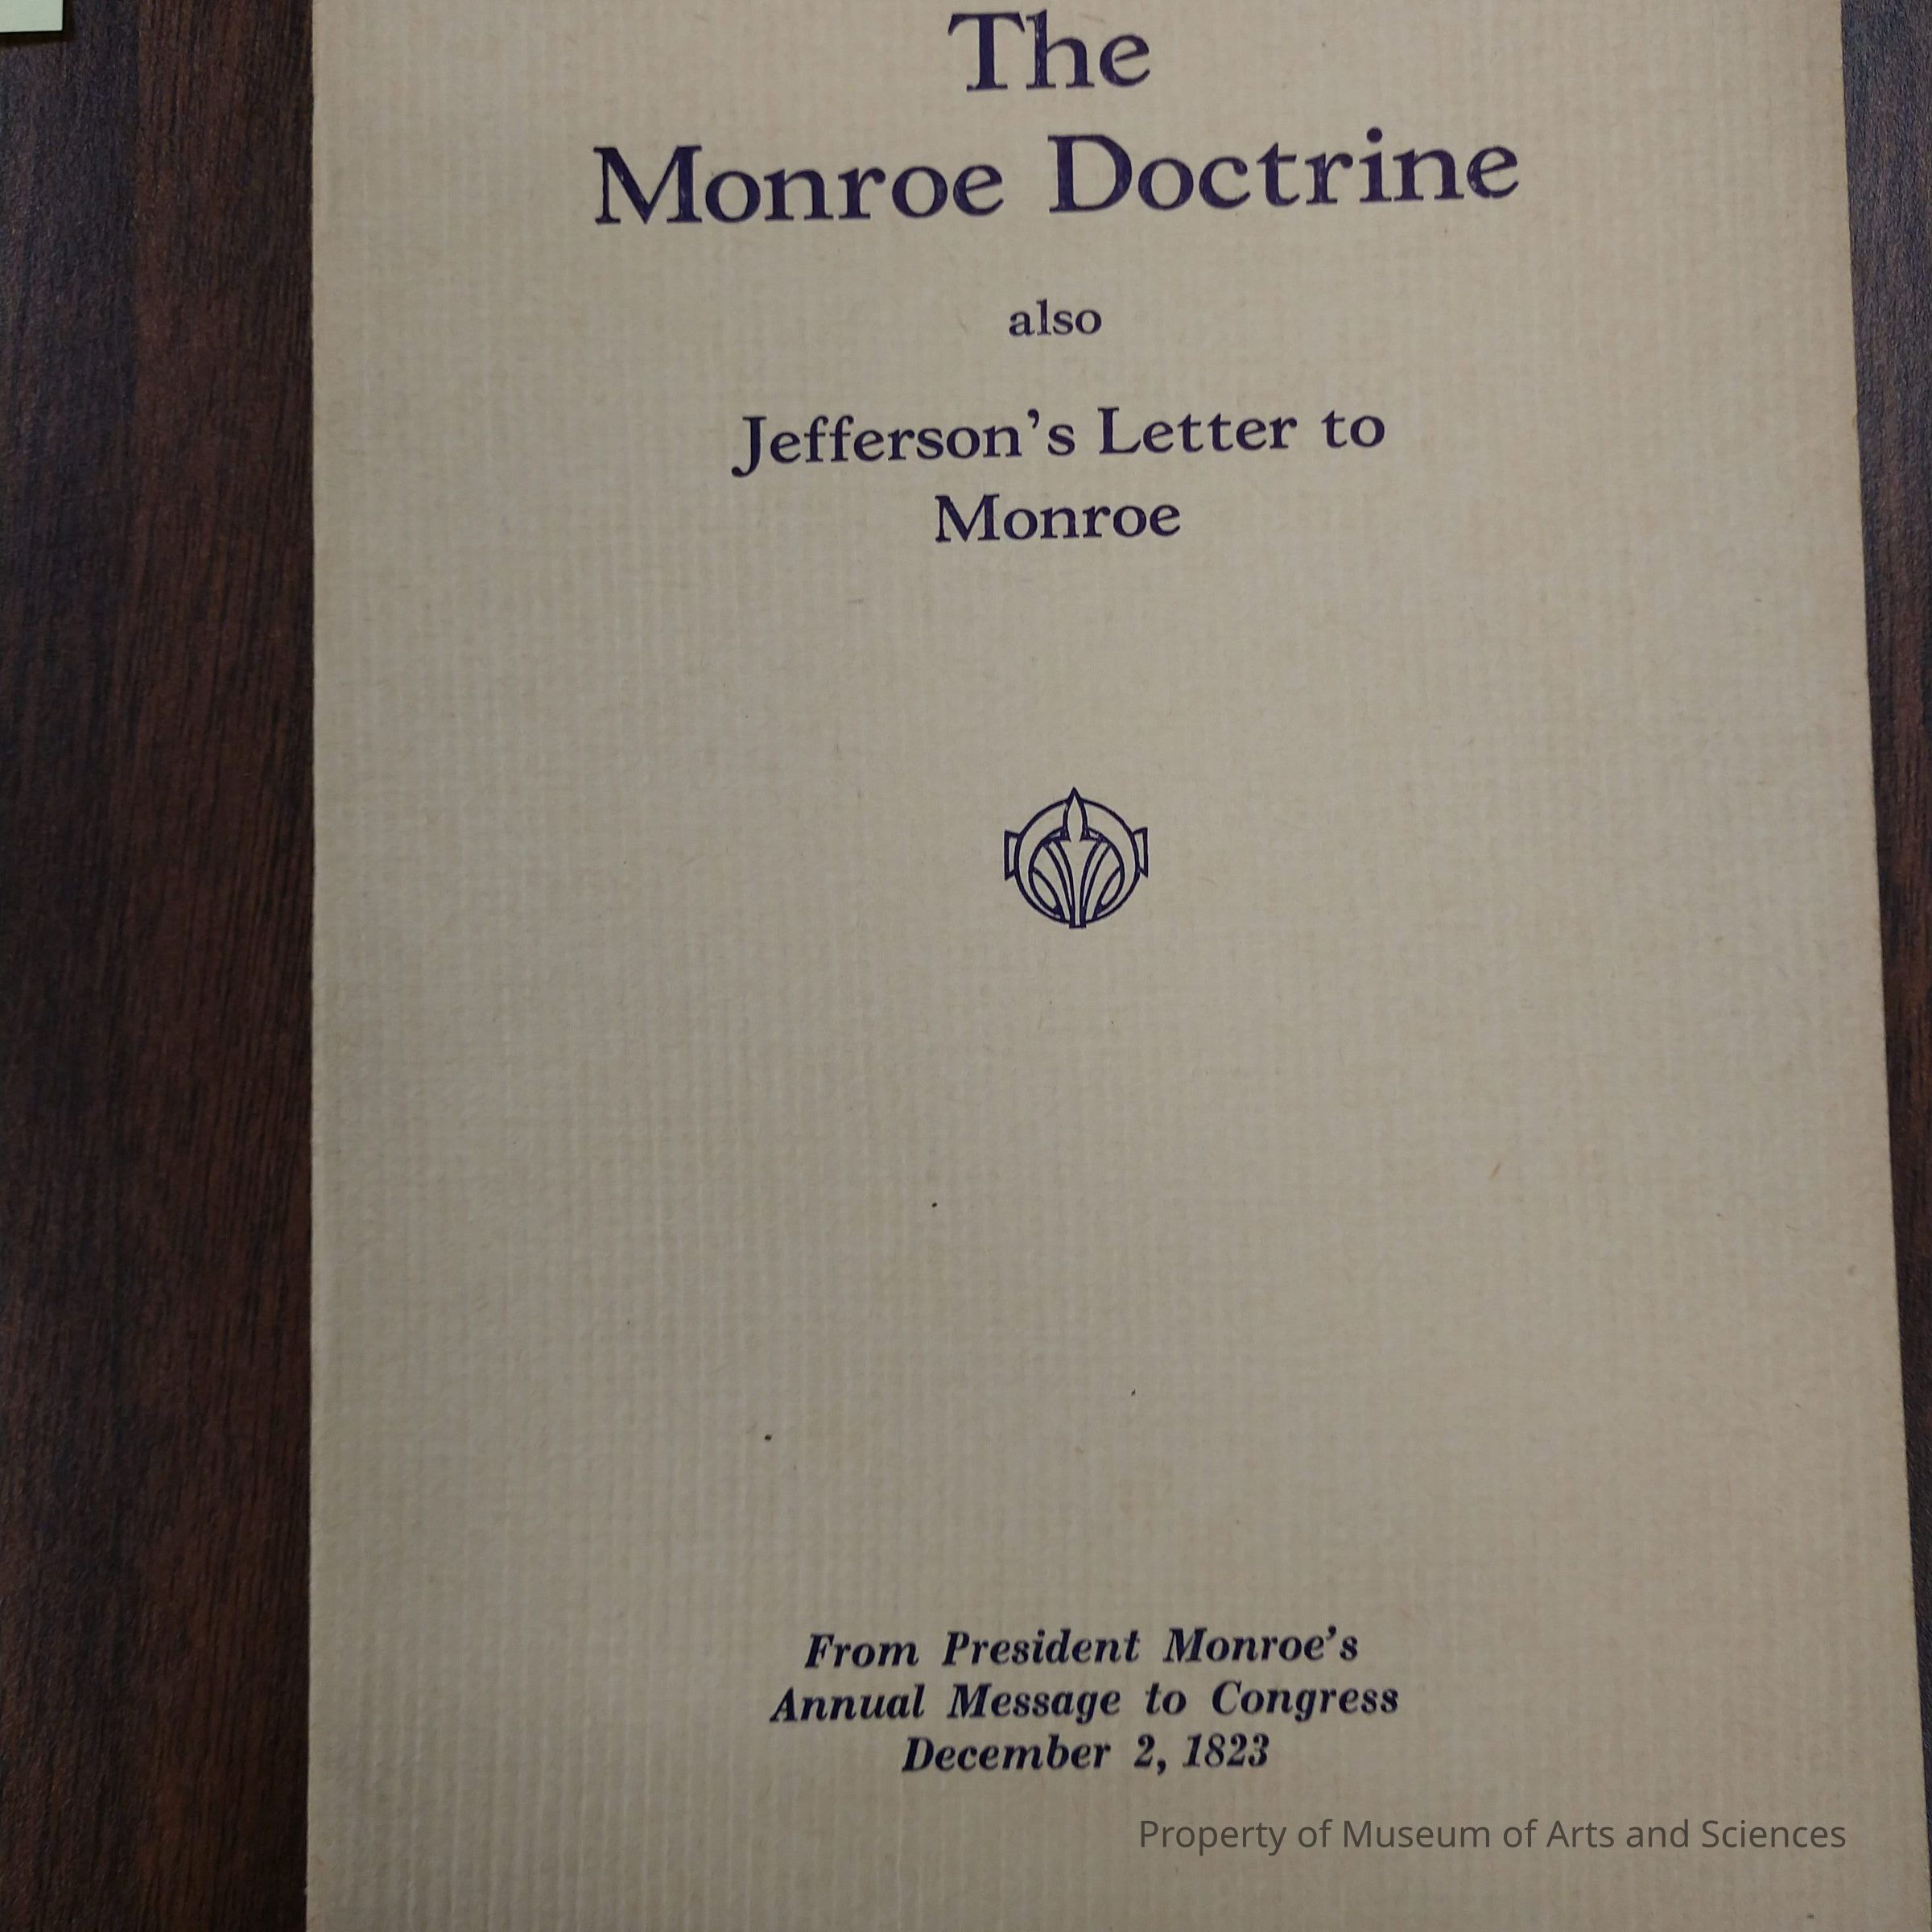 The
Monroe Doctrine
also
Jefferson’s Letter to
Monroe
From President Monroe’s
Annual Message to Congress
December 2, 1823
Property of Museum of Arts and Sciences